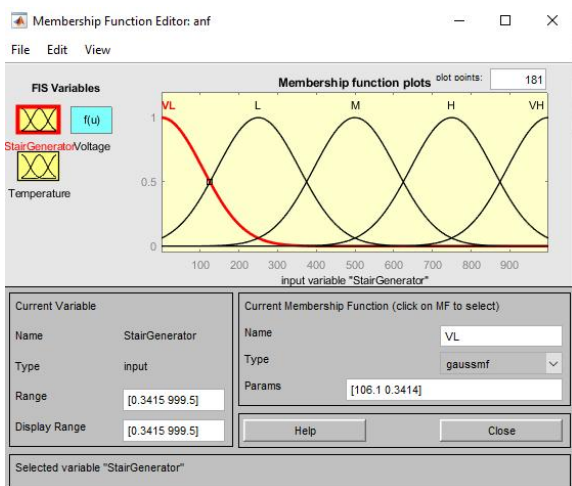 Membership Function Editor: anf
File Edit View
FIS Variables
f(u)
StairGenerator
Voltage
Temperature
Membership function plots
plot points:
181
VL L M H VH
1
0.5
0
100 200 300 400 500 600 700 800 900
input variable "StairGenerator"
Current Variable
Name StairGenerator
Type input
Range [0.3415 999.5]
Display Range [0.3415 999.5]
Current Membership Function (click on MF to select)
Name VL
Type gaussmf
Params [106.1 0.3414]
Help Close
Selected variable "StairGenerator"